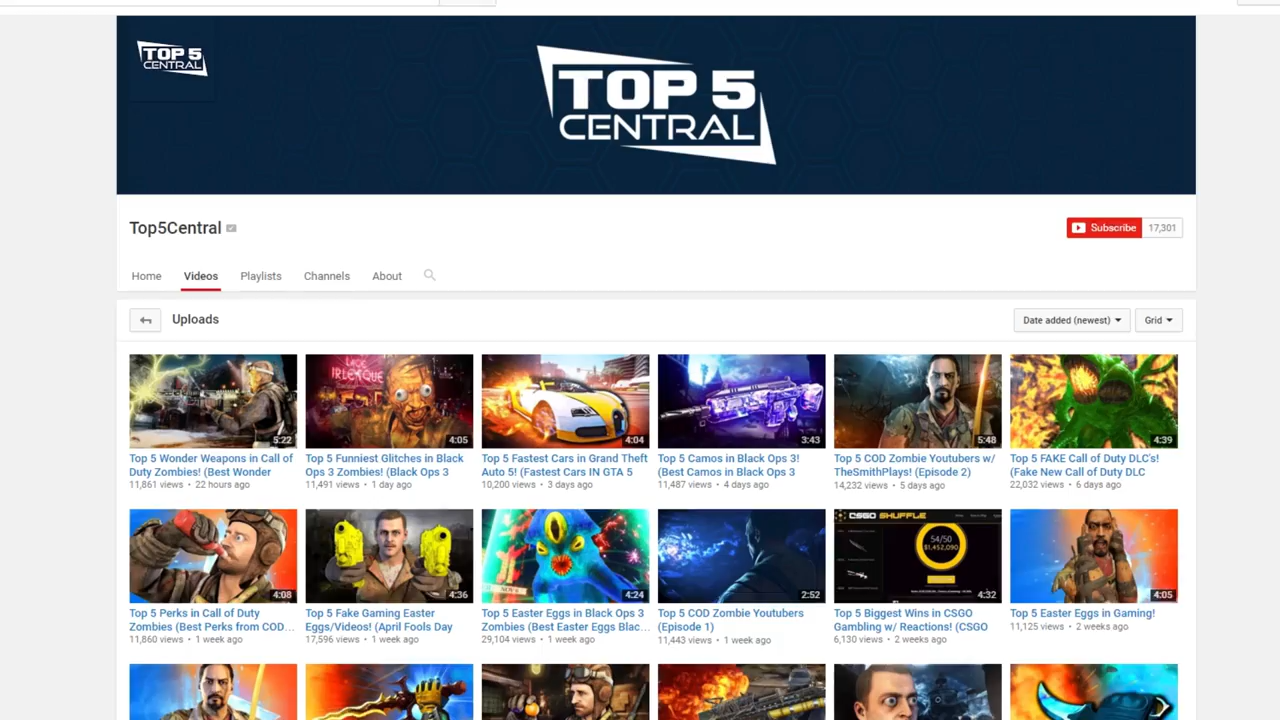 TOP 5
CENTRAL
TOP 5
CENTRAL
Top5Central
Subscribe 17,301
Home Videos Playlists Channels About
Uploads
Date added (newest) Grid
5:22
4:05
4:04
3:43
5:48
4:39
Top 5 Wonder Weapons in Call of
Duty Zombies! (Best Wonder
11,861 views • 22 hours ago
Top 5 Funniest Glitches in Black
Ops 3 Zombies! (Black Ops 3
11,491 views • 1 day ago
Top 5 Fastest Cars in Grand Theft
Auto 5! (Fastest Cars IN GTA 5
10,200 views • 3 days ago
Top 5 Camos in Black Ops 3!
(Best Camos in Black Ops 3
11,487 views • 4 days ago
Top 5 COD Zombie Youtubers w/
TheSmithPlays! (Episode 2)
14,232 views • 5 days ago
Top 5 FAKE Call of Duty DLC's!
(Fake New Call of Duty DLC
22,032 views • 6 days ago
4:08
4:36
4:24
2:52
CSGO SHUFFLE
54/50
$1,452,090
4:32
4:05
Top 5 Perks in Call of Duty
Zombies (Best Perks from COD...
11,860 views • 1 week ago
Top 5 Fake Gaming Easter
Eggs/Videos! (April Fools Day
17,596 views • 1 week ago
Top 5 Easter Eggs in Black Ops 3
Zombies (Best Easter Eggs Blac...
29,104 views • 1 week ago
Top 5 COD Zombie Youtubers
(Episode 1)
11,443 views • 1 week ago
Top 5 Biggest Wins in CSGO
Gambling w/ Reactions! (CSGO
6,130 views • 2 weeks ago
Top 5 Easter Eggs in Gaming!
11,125 views • 2 weeks ago